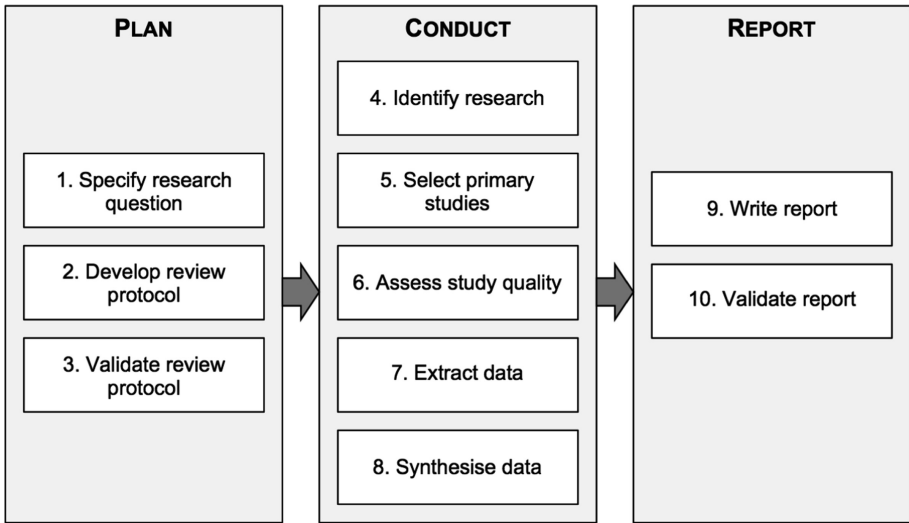 PLAN
1. Specify research
question
2. Develop review
protocol
3. Validate review
protocol
CONDUCT
4. Identify research
5. Select primary
studies
6. Assess study quality
7. Extract data
8. Synthesise data
REPORT
9. Write report
10. Validate report